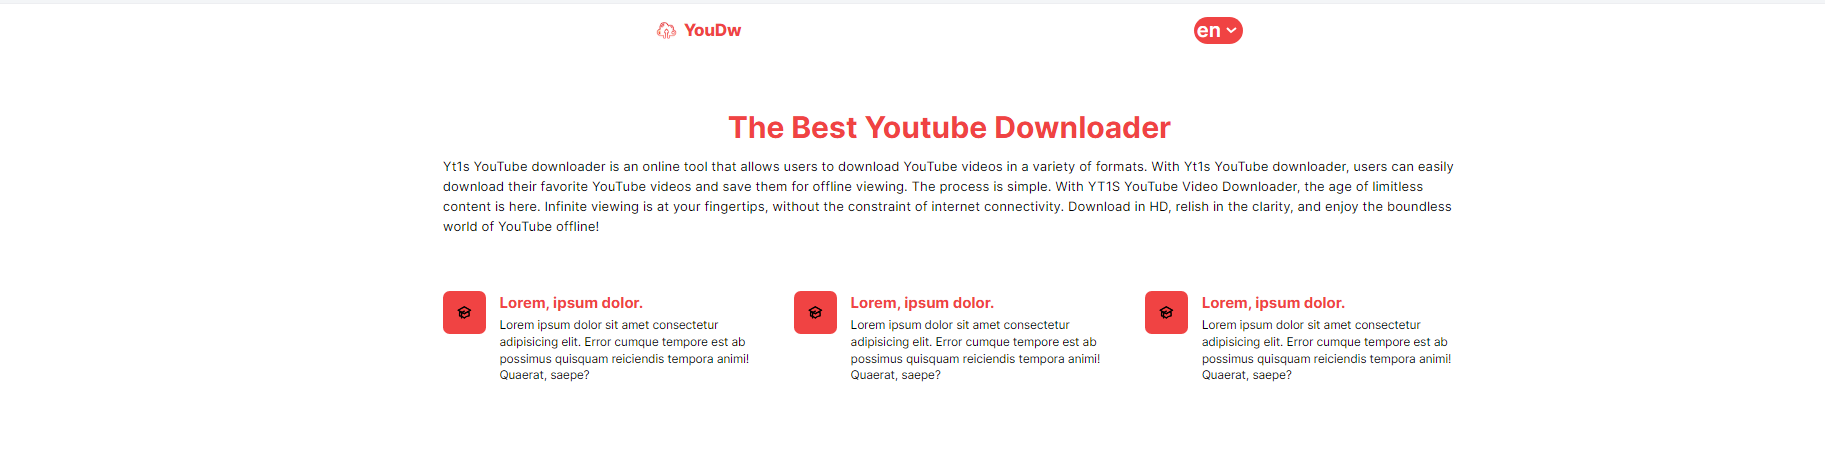 YouDw
en
The Best Youtube Downloader
Yt1s YouTube downloader is an online tool that allows users to download YouTube videos in a variety of formats. With Yt1s YouTube downloader, users can easily
download their favorite YouTube videos and save them for offline viewing. The process is simple. With YT1S YouTube Video Downloader, the age of limitless
content is here. Infinite viewing is at your fingertips, without the constraint of internet connectivity. Download in HD, relish in the clarity, and enjoy the boundless
world of YouTube offline!
Lorem, ipsum dolor.
Lorem ipsum dolor sit amet consectetur
adipisicing elit. Error cumque tempore est ab
possimus quisquam reiciendis tempora animi!
Quaerat, saepe?
Lorem, ipsum dolor.
Lorem ipsum dolor sit amet consectetur
adipisicing elit. Error cumque tempore est ab
possimus quisquam reiciendis tempora animi!
Quaerat, saepe?
Lorem, ipsum dolor.
Lorem ipsum dolor sit amet consectetur
adipisicing elit. Error cumque tempore est ab
possimus quisquam reiciendis tempora animi!
Quaerat, saepe?